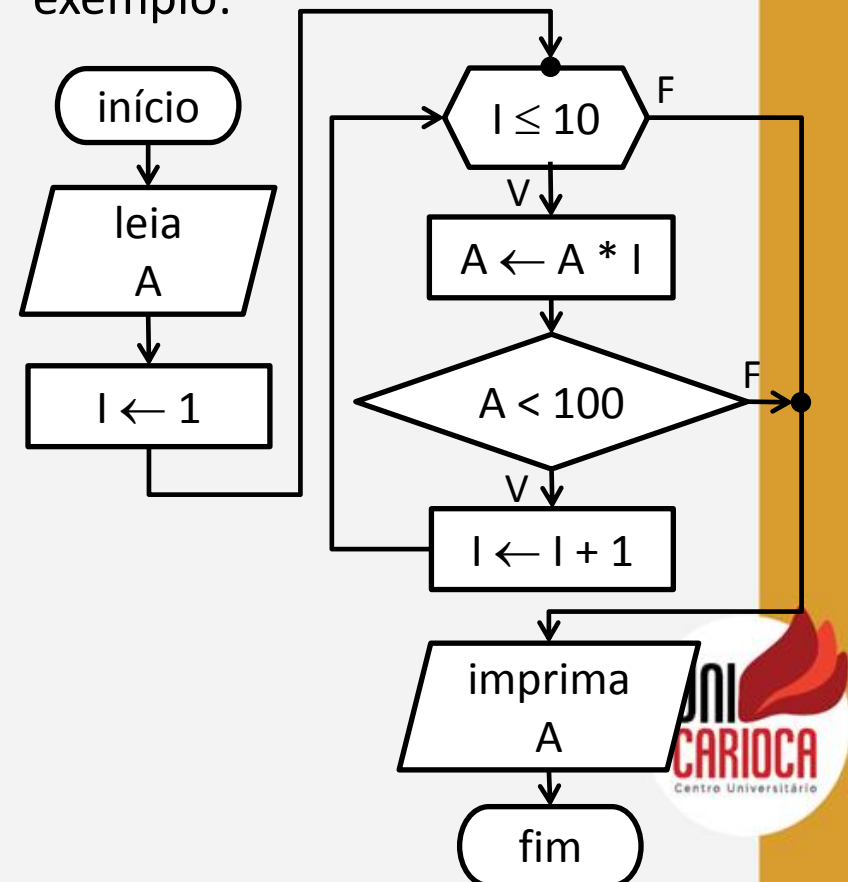 exemplo:
início
leia
A
I ← 1
I ≤ 10
F
V
A ← A * I
A < 100
F
V
I ← I + 1
imprima
A
fim
UNI
CARIOCA
Centro Universitário